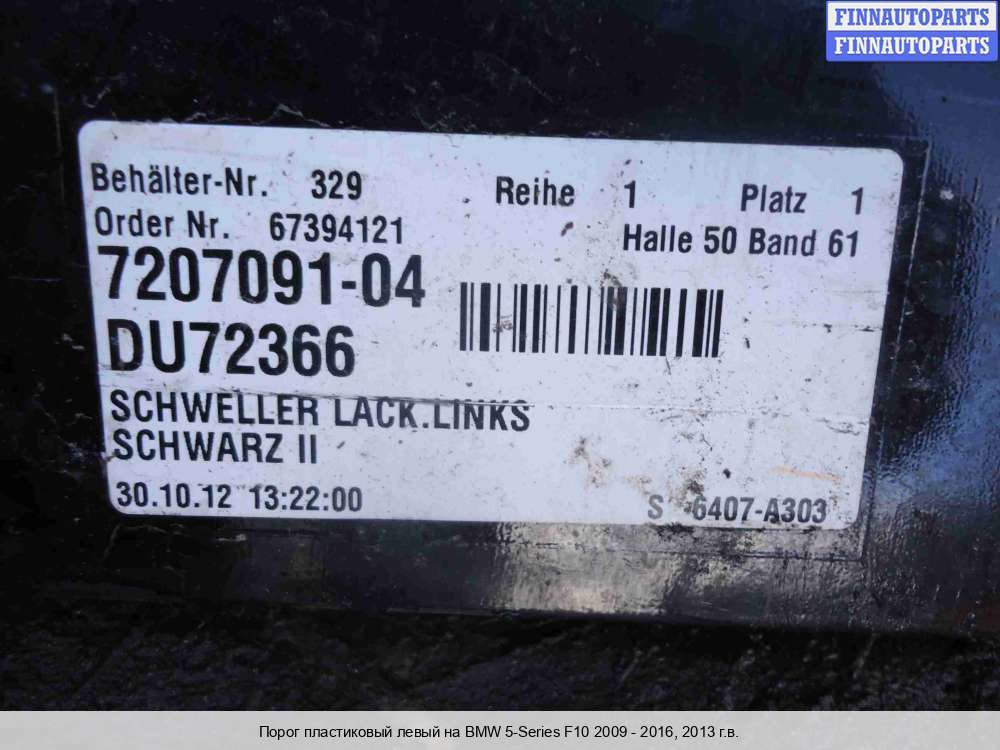 FINNAUTOPARTS
FINNAUTOPARTS
Behälter-Nr. 329 Reihe 1 Platz 1
Order Nr. 67394121 Halle 50 Band 61
7207091-04
DU72366
SCHWELLER LACK.LINKS
SCHWARZ II
30.10.12 13:22:00 S 6407-A303
Порог пластиковый левый на BMW 5-Series F10 2009 - 2016, 2013 г.в.